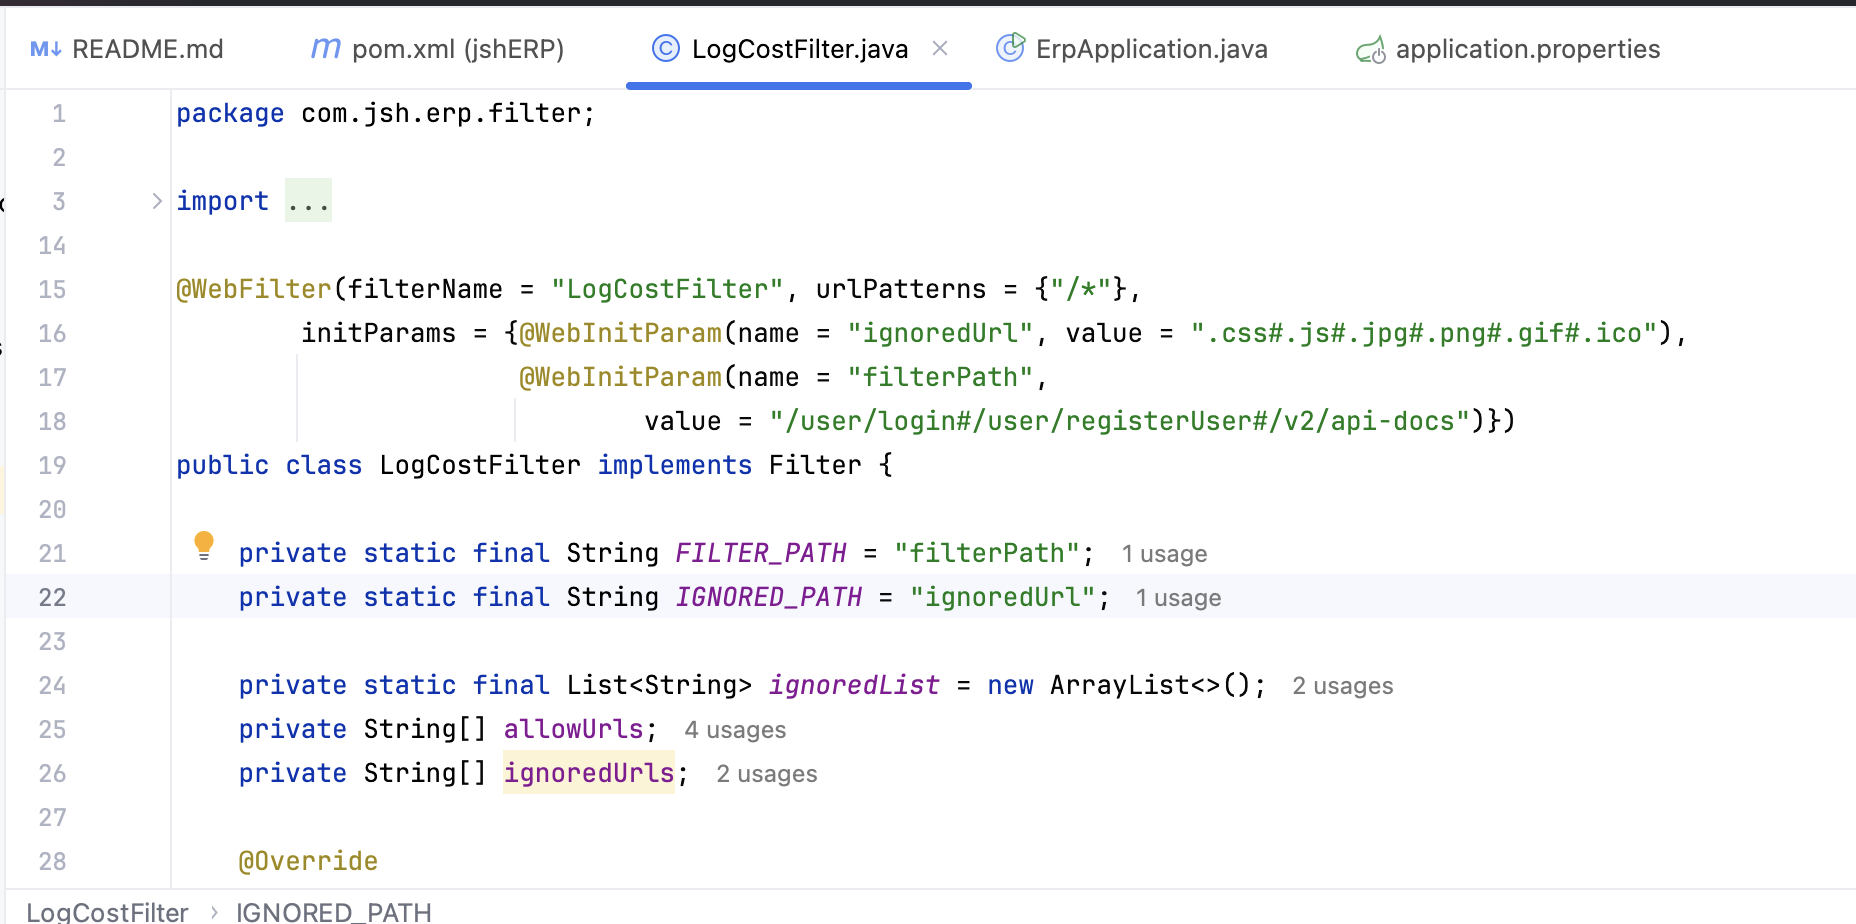 M↓ README.md m pom.xml (jshERP) C LogCostFilter.java × C ErpApplication.java application.properties
1 package com.jsh.erp.filter;
2
3 import ...
14
15 @WebFilter(filterName = "LogCostFilter", urlPatterns = {"/*"},
16 initParams = {@WebInitParam(name = "ignoredUrl", value = ".css#.js#.jpg#.png#.gif#.ico"),
17 @WebInitParam(name = "filterPath",
18 value = "/user/login#/user/registerUser#/v2/api-docs")})
19 public class LogCostFilter implements Filter {
20
21 private static final String FILTER_PATH = "filterPath"; 1 usage
22 private static final String IGNORED_PATH = "ignoredUrl"; 1 usage
23
24 private static final List<String> ignoredList = new ArrayList<>(); 2 usages
25 private String[] allowUrls; 4 usages
26 private String[] ignoredUrls; 2 usages
27
28 @Override
LogCostFilter › IGNORED_PATH